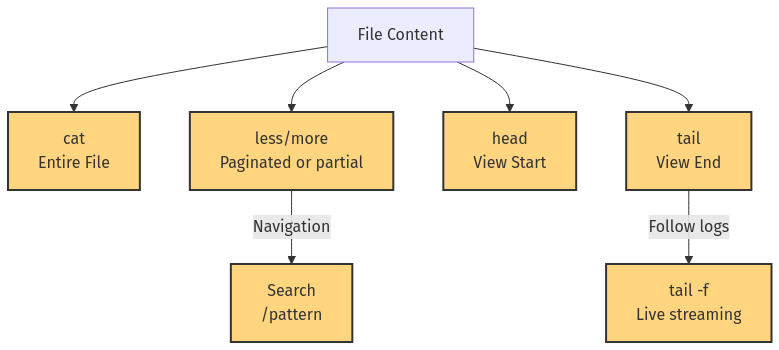 File Content
cat
Entire File
less/more
Paginated or partial
head
View Start
tail
View End
Navigation
Follow logs
Search
/pattern
tail -f
Live streaming